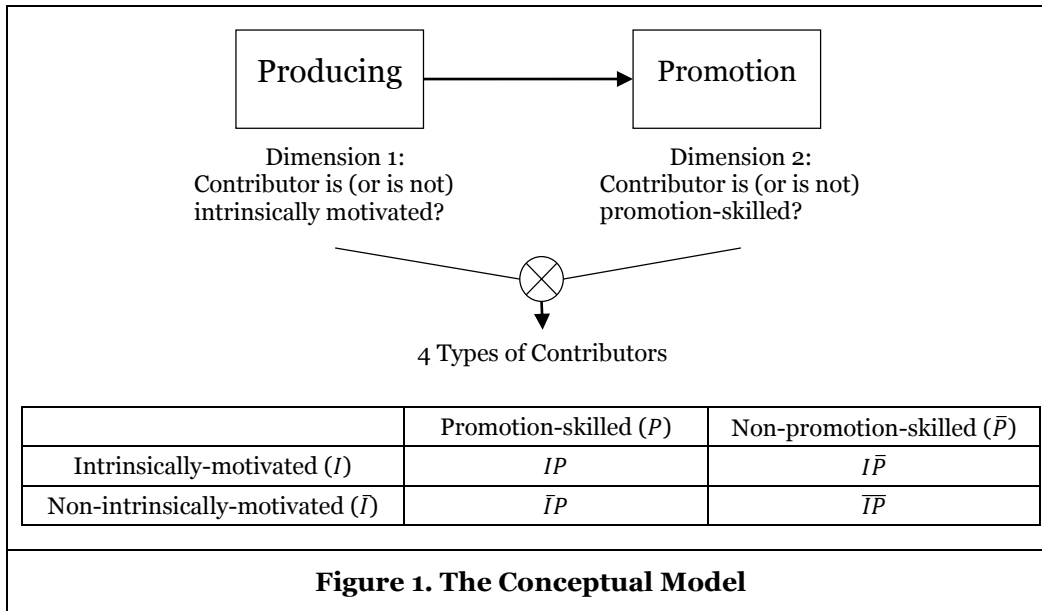 Producing
Promotion
Dimension 1:
Contributor is (or is not)
intrinsically motivated?
Dimension 2:
Contributor is (or is not)
promotion-skilled?
4 Types of Contributors
Promotion-skilled (P) Non-promotion-skilled (P̄)
Intrinsically-motivated (I) IP IP̄
Non-intrinsically-motivated (Ī) ĪP ĪP̄
Figure 1. The Conceptual Model